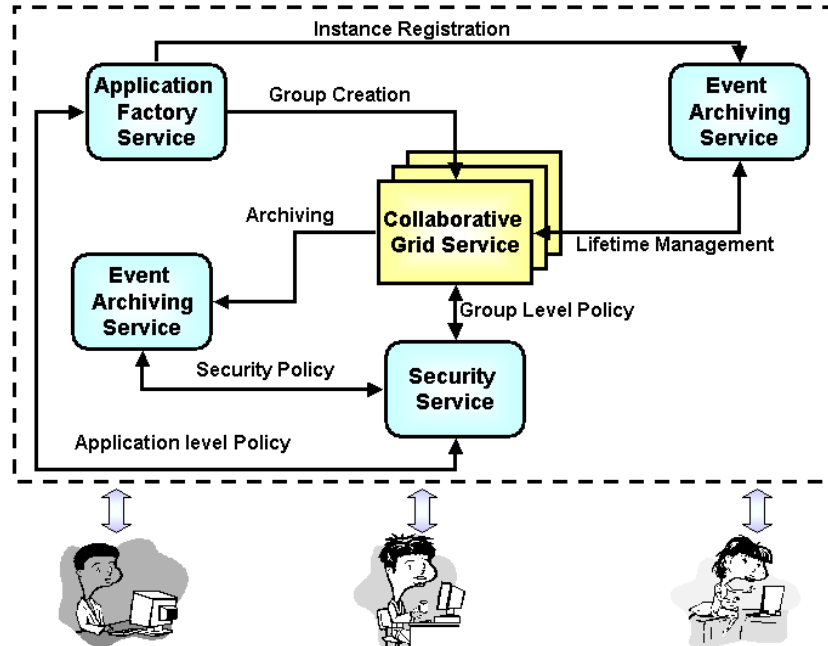 Instance Registration
Application
Factory
Service
Group Creation
Event
Archiving
Service
Archiving
Collaborative
Grid Service
Lifetime Management
Event
Archiving
Service
Group Level Policy
Security Policy
Security
Service
Application level Policy